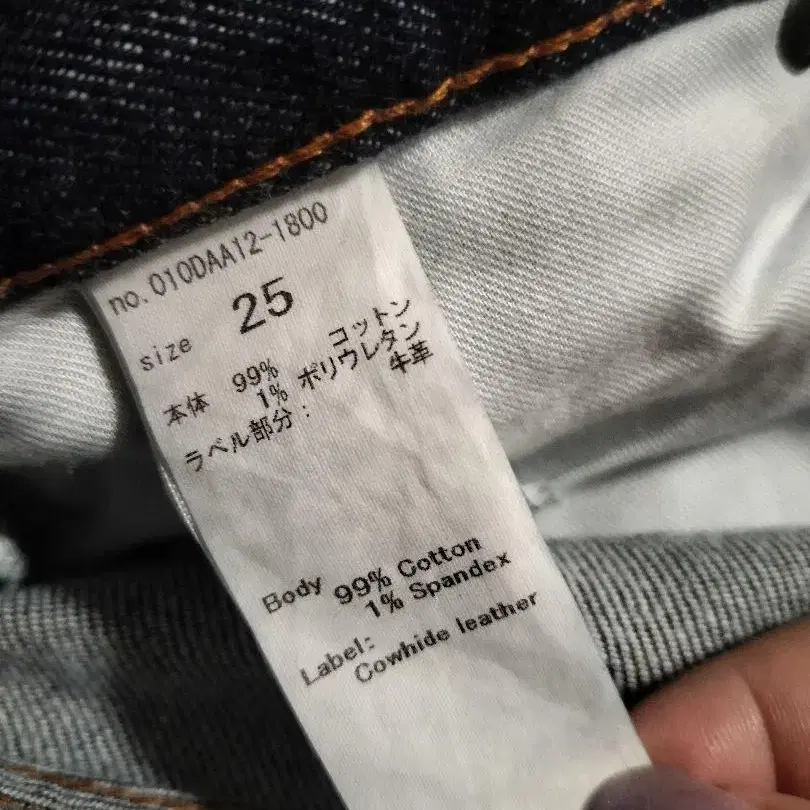 no. 010DAA12-1800
size 25
本体 99% コットン
1% ポリウレタン
ラベル部分： 牛革
Body 99% Cotton
1% Spandex
Label:
Cowhide leather